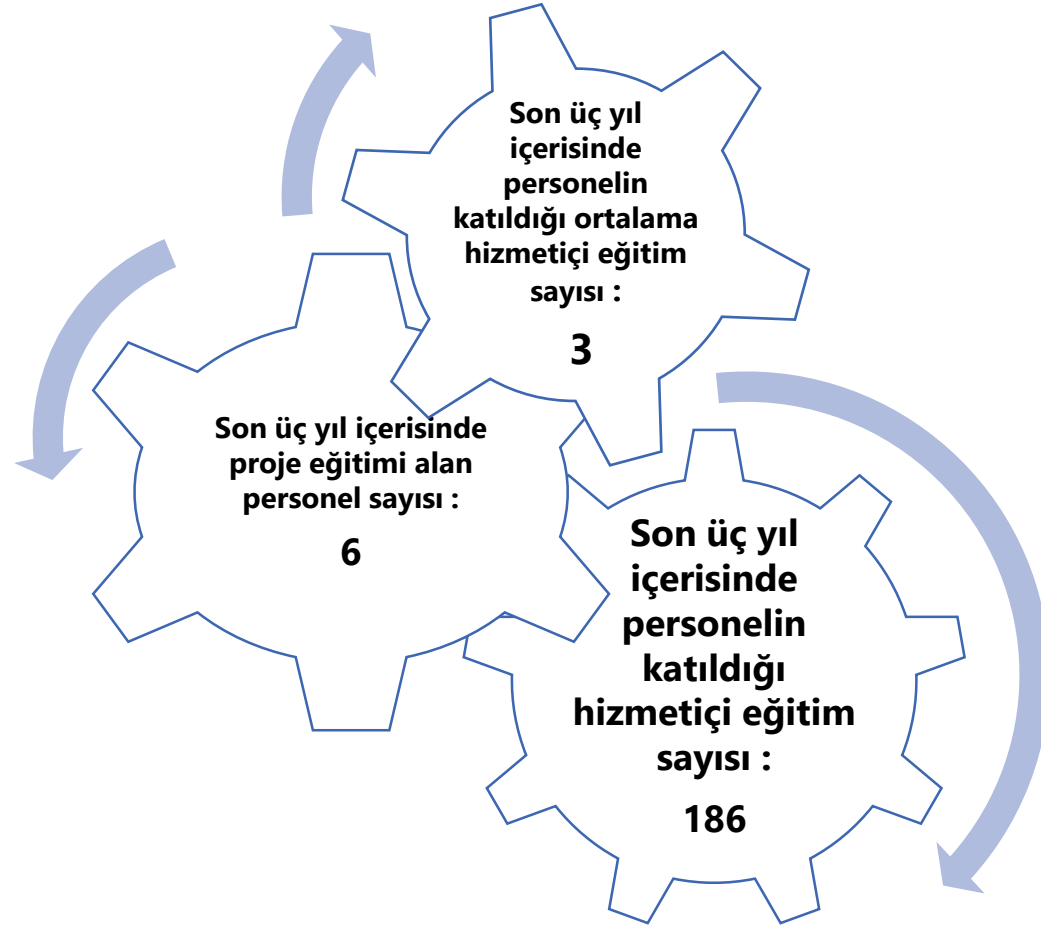 Son üç yıl
içerisinde
personelin
katıldığı ortalama
hizmetiçi eğitim
sayısı :
3
Son üç yıl içerisinde
proje eğitimi alan
personel sayısı :
6
Son üç yıl
içerisinde
personelin
katıldığı
hizmetiçi eğitim
sayısı :
186